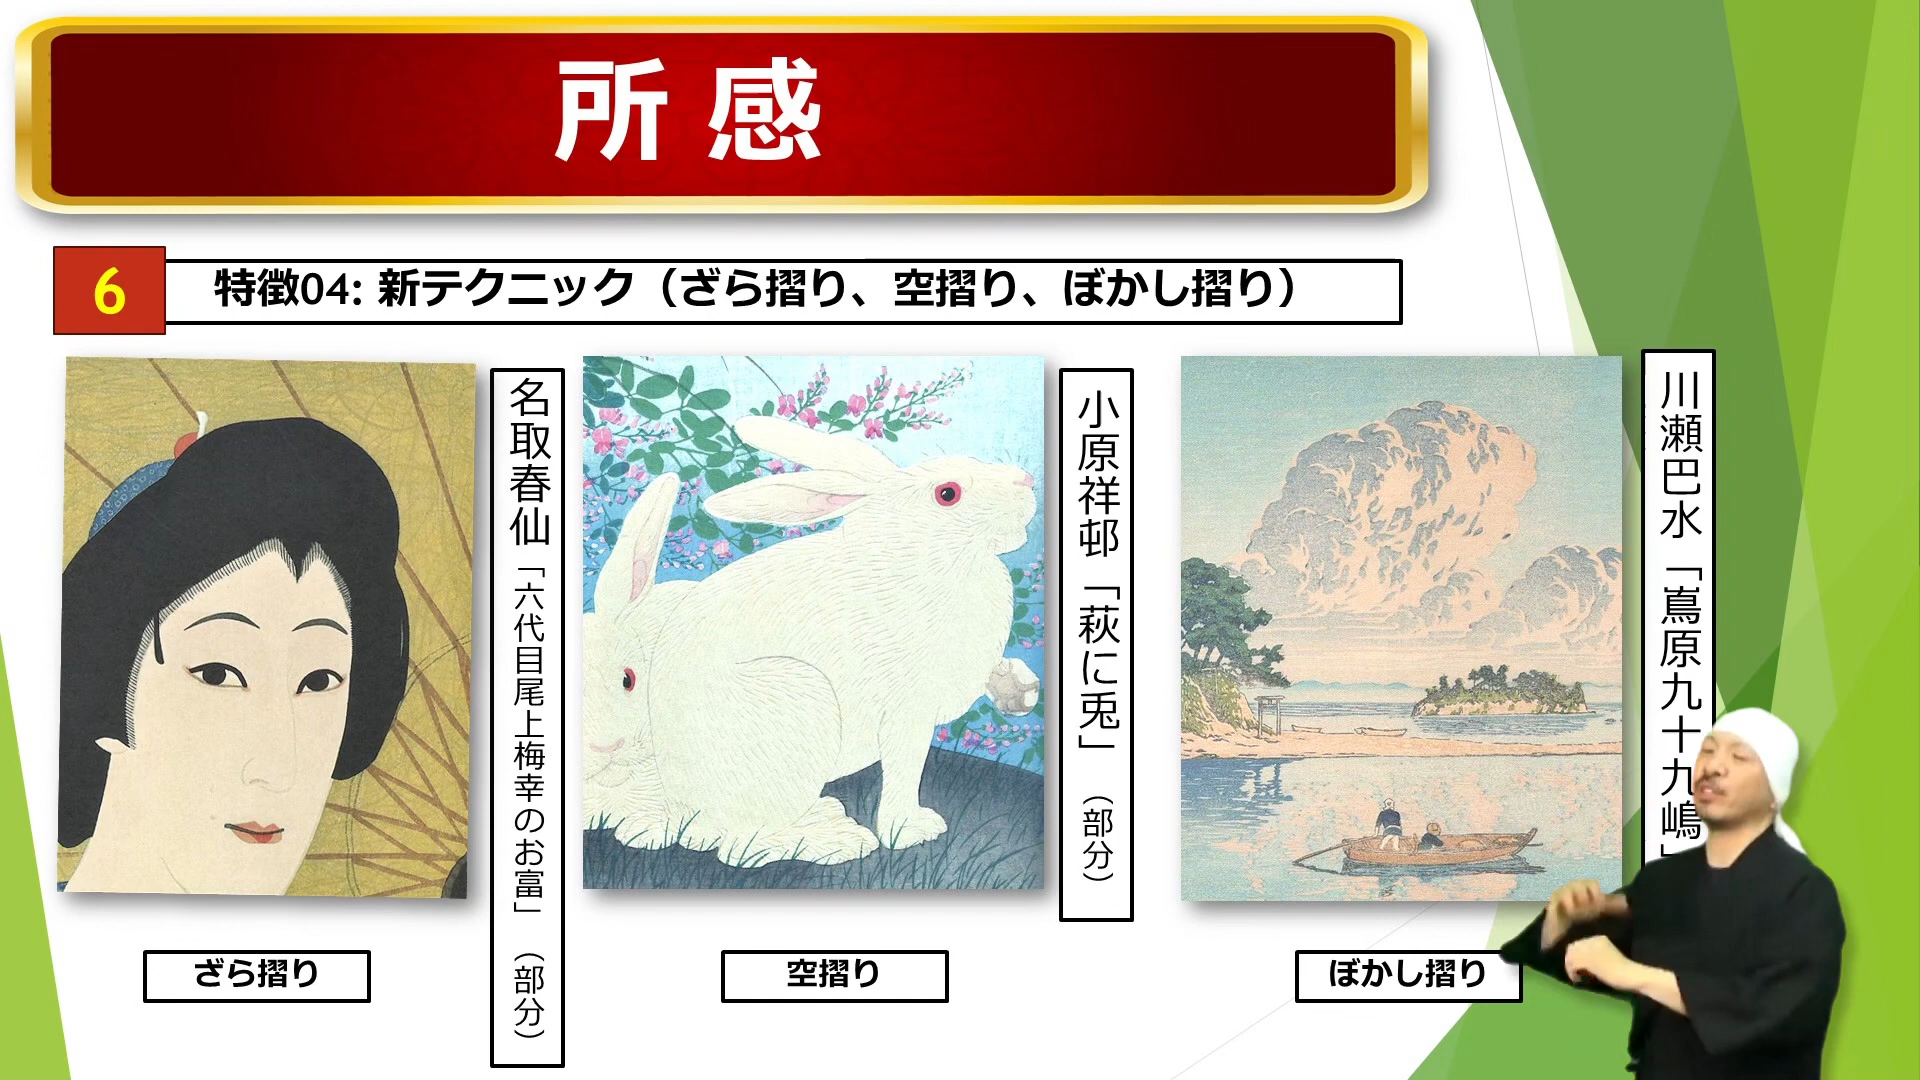 所感
6
特徴04: 新テクニック（ざら摺り、空摺り、ぼかし摺り）
名取春仙「六代目尾上梅幸のお富」（部分）
小原祥邨「萩に兎」（部分）
川瀬巴水「嶌原九十九嶋」
ざら摺り
空摺り
ぼかし摺り